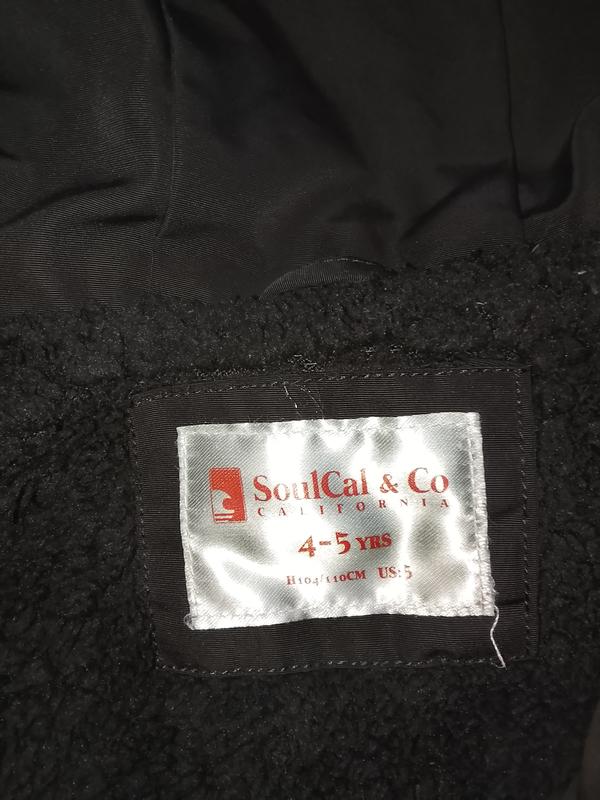 SoulCal & Co
CALIFORNIA
4-5 YRS
H104/110CM US:5